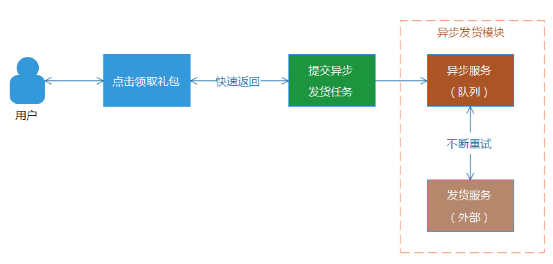 异步发货模块
用户
点击领取礼包
快速返回
提交异步
发货任务
异步服务
（队列）
不断重试
发货服务
（外部）